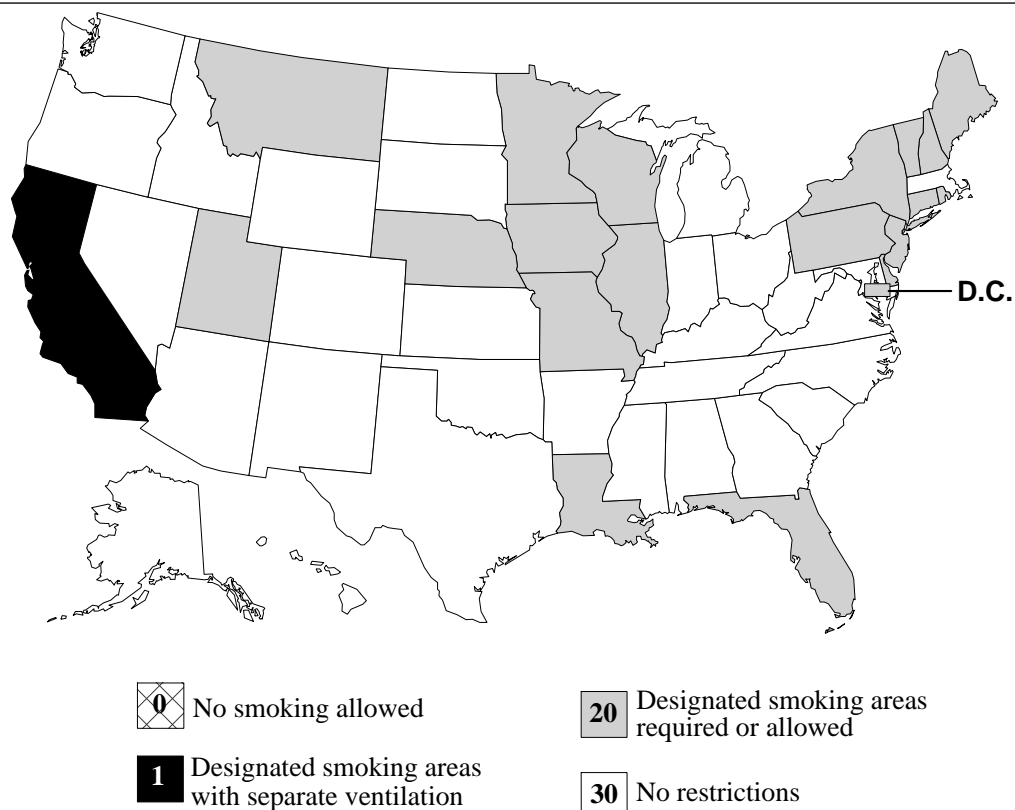 D.C.
0 No smoking allowed
1 Designated smoking areas
with separate ventilation
20 Designated smoking areas
required or allowed
30 No restrictions